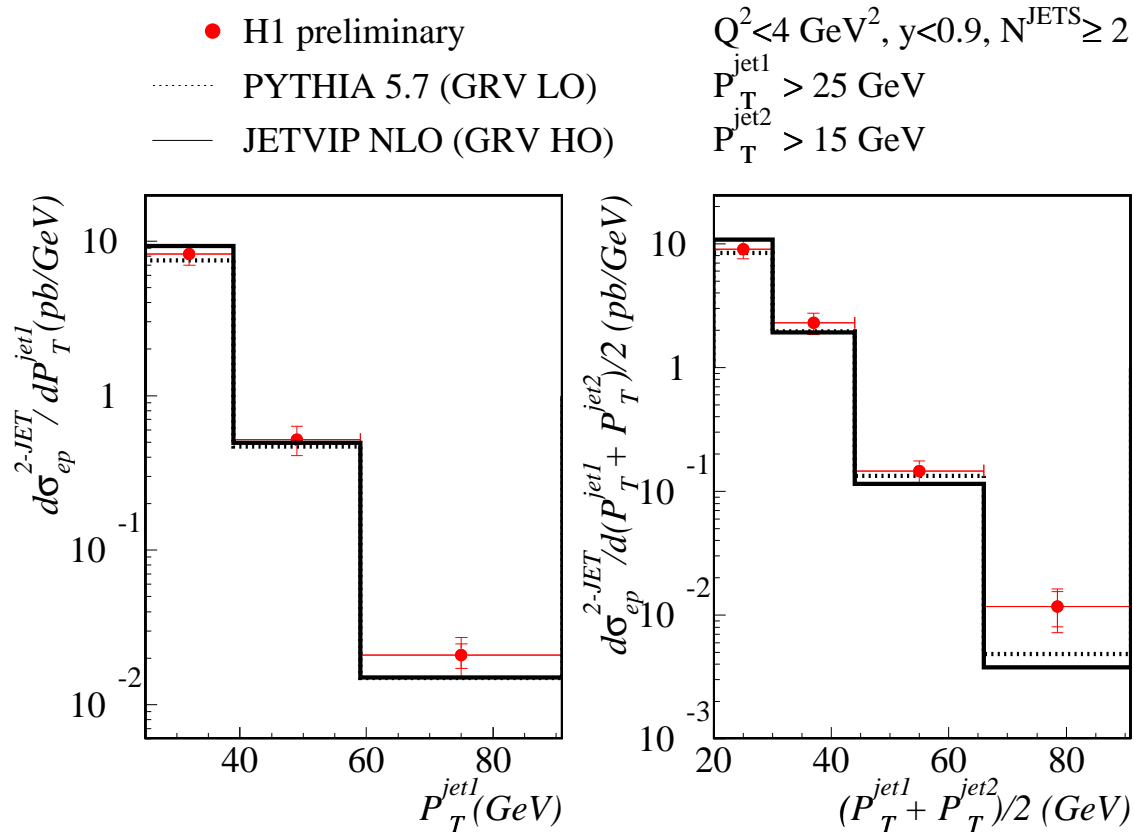 H1 preliminary
PYTHIA 5.7 (GRV LO)
JETVIP NLO (GRV HO)
Q²<4 GeV², y<0.9, N^JETS ≥ 2
P_T^jet1 > 25 GeV
P_T^jet2 > 15 GeV
dσ_ep^2-JET / dP_T^jet1 (pb/GeV)
10
1
10^-1
10^-2
40 60 80
P_T^jet1 (GeV)
dσ_ep^2-JET /d(P_T^jet1 + P_T^jet2)/2 (pb/GeV)
10
1
10^-1
10^-2
10^-3
20 40 60 80
(P_T^jet1 + P_T^jet2)/2 (GeV)